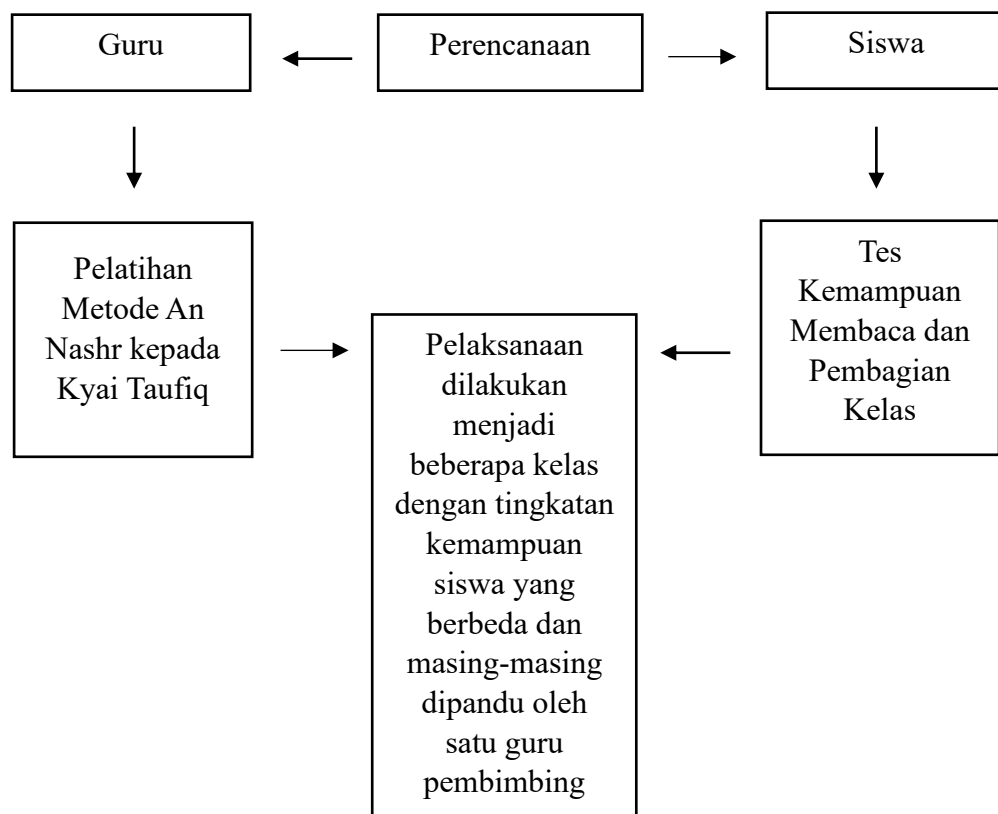 Guru
Perencanaan
Siswa
Pelatihan
Metode An
Nashr kepada
Kyai Taufiq
Tes
Kemampuan
Membaca dan
Pembagian
Kelas
Pelaksanaan
dilakukan
menjadi
beberapa kelas
dengan tingkatan
kemampuan
siswa yang
berbeda dan
masing-masing
dipandu oleh
satu guru
pembimbing